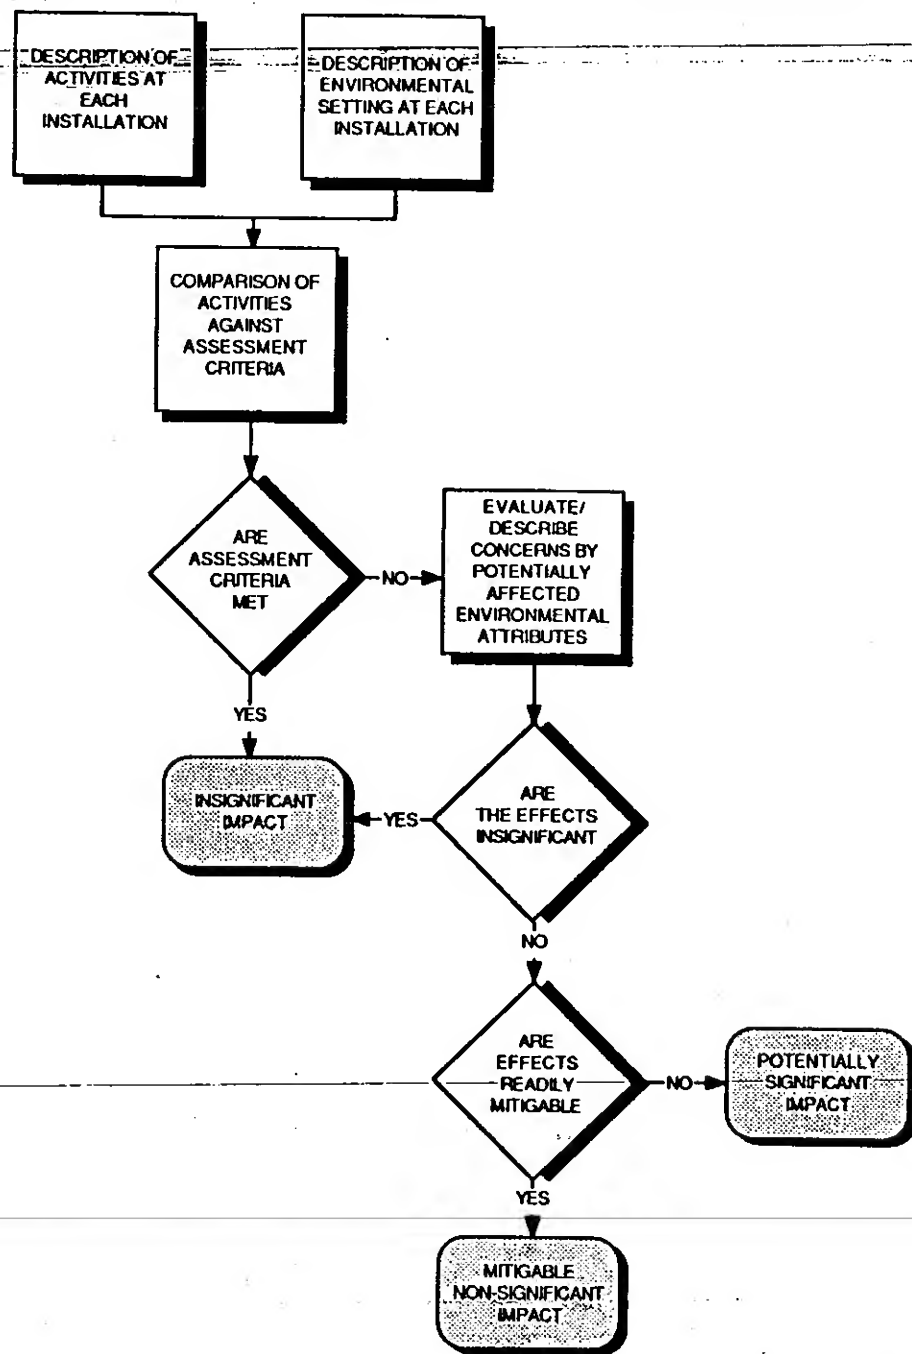 DESCRIPTION OF
ACTIVITIES AT
EACH
INSTALLATION
DESCRIPTION OF
ENVIRONMENTAL
SETTING AT EACH
INSTALLATION
COMPARISON OF
ACTIVITIES
AGAINST
ASSESSMENT
CRITERIA
ARE
ASSESSMENT
CRITERIA
MET
NO
EVALUATE/
DESCRIBE
CONCERNS BY
POTENTIALLY
AFFECTED
ENVIRONMENTAL
ATTRIBUTES
YES
INSIGNIFICANT
IMPACT
YES
ARE
THE EFFECTS
INSIGNIFICANT
NO
ARE
EFFECTS
READILY
MITIGABLE
NO
POTENTIALLY
SIGNIFICANT
IMPACT
YES
MITIGABLE
NON-SIGNIFICANT
IMPACT